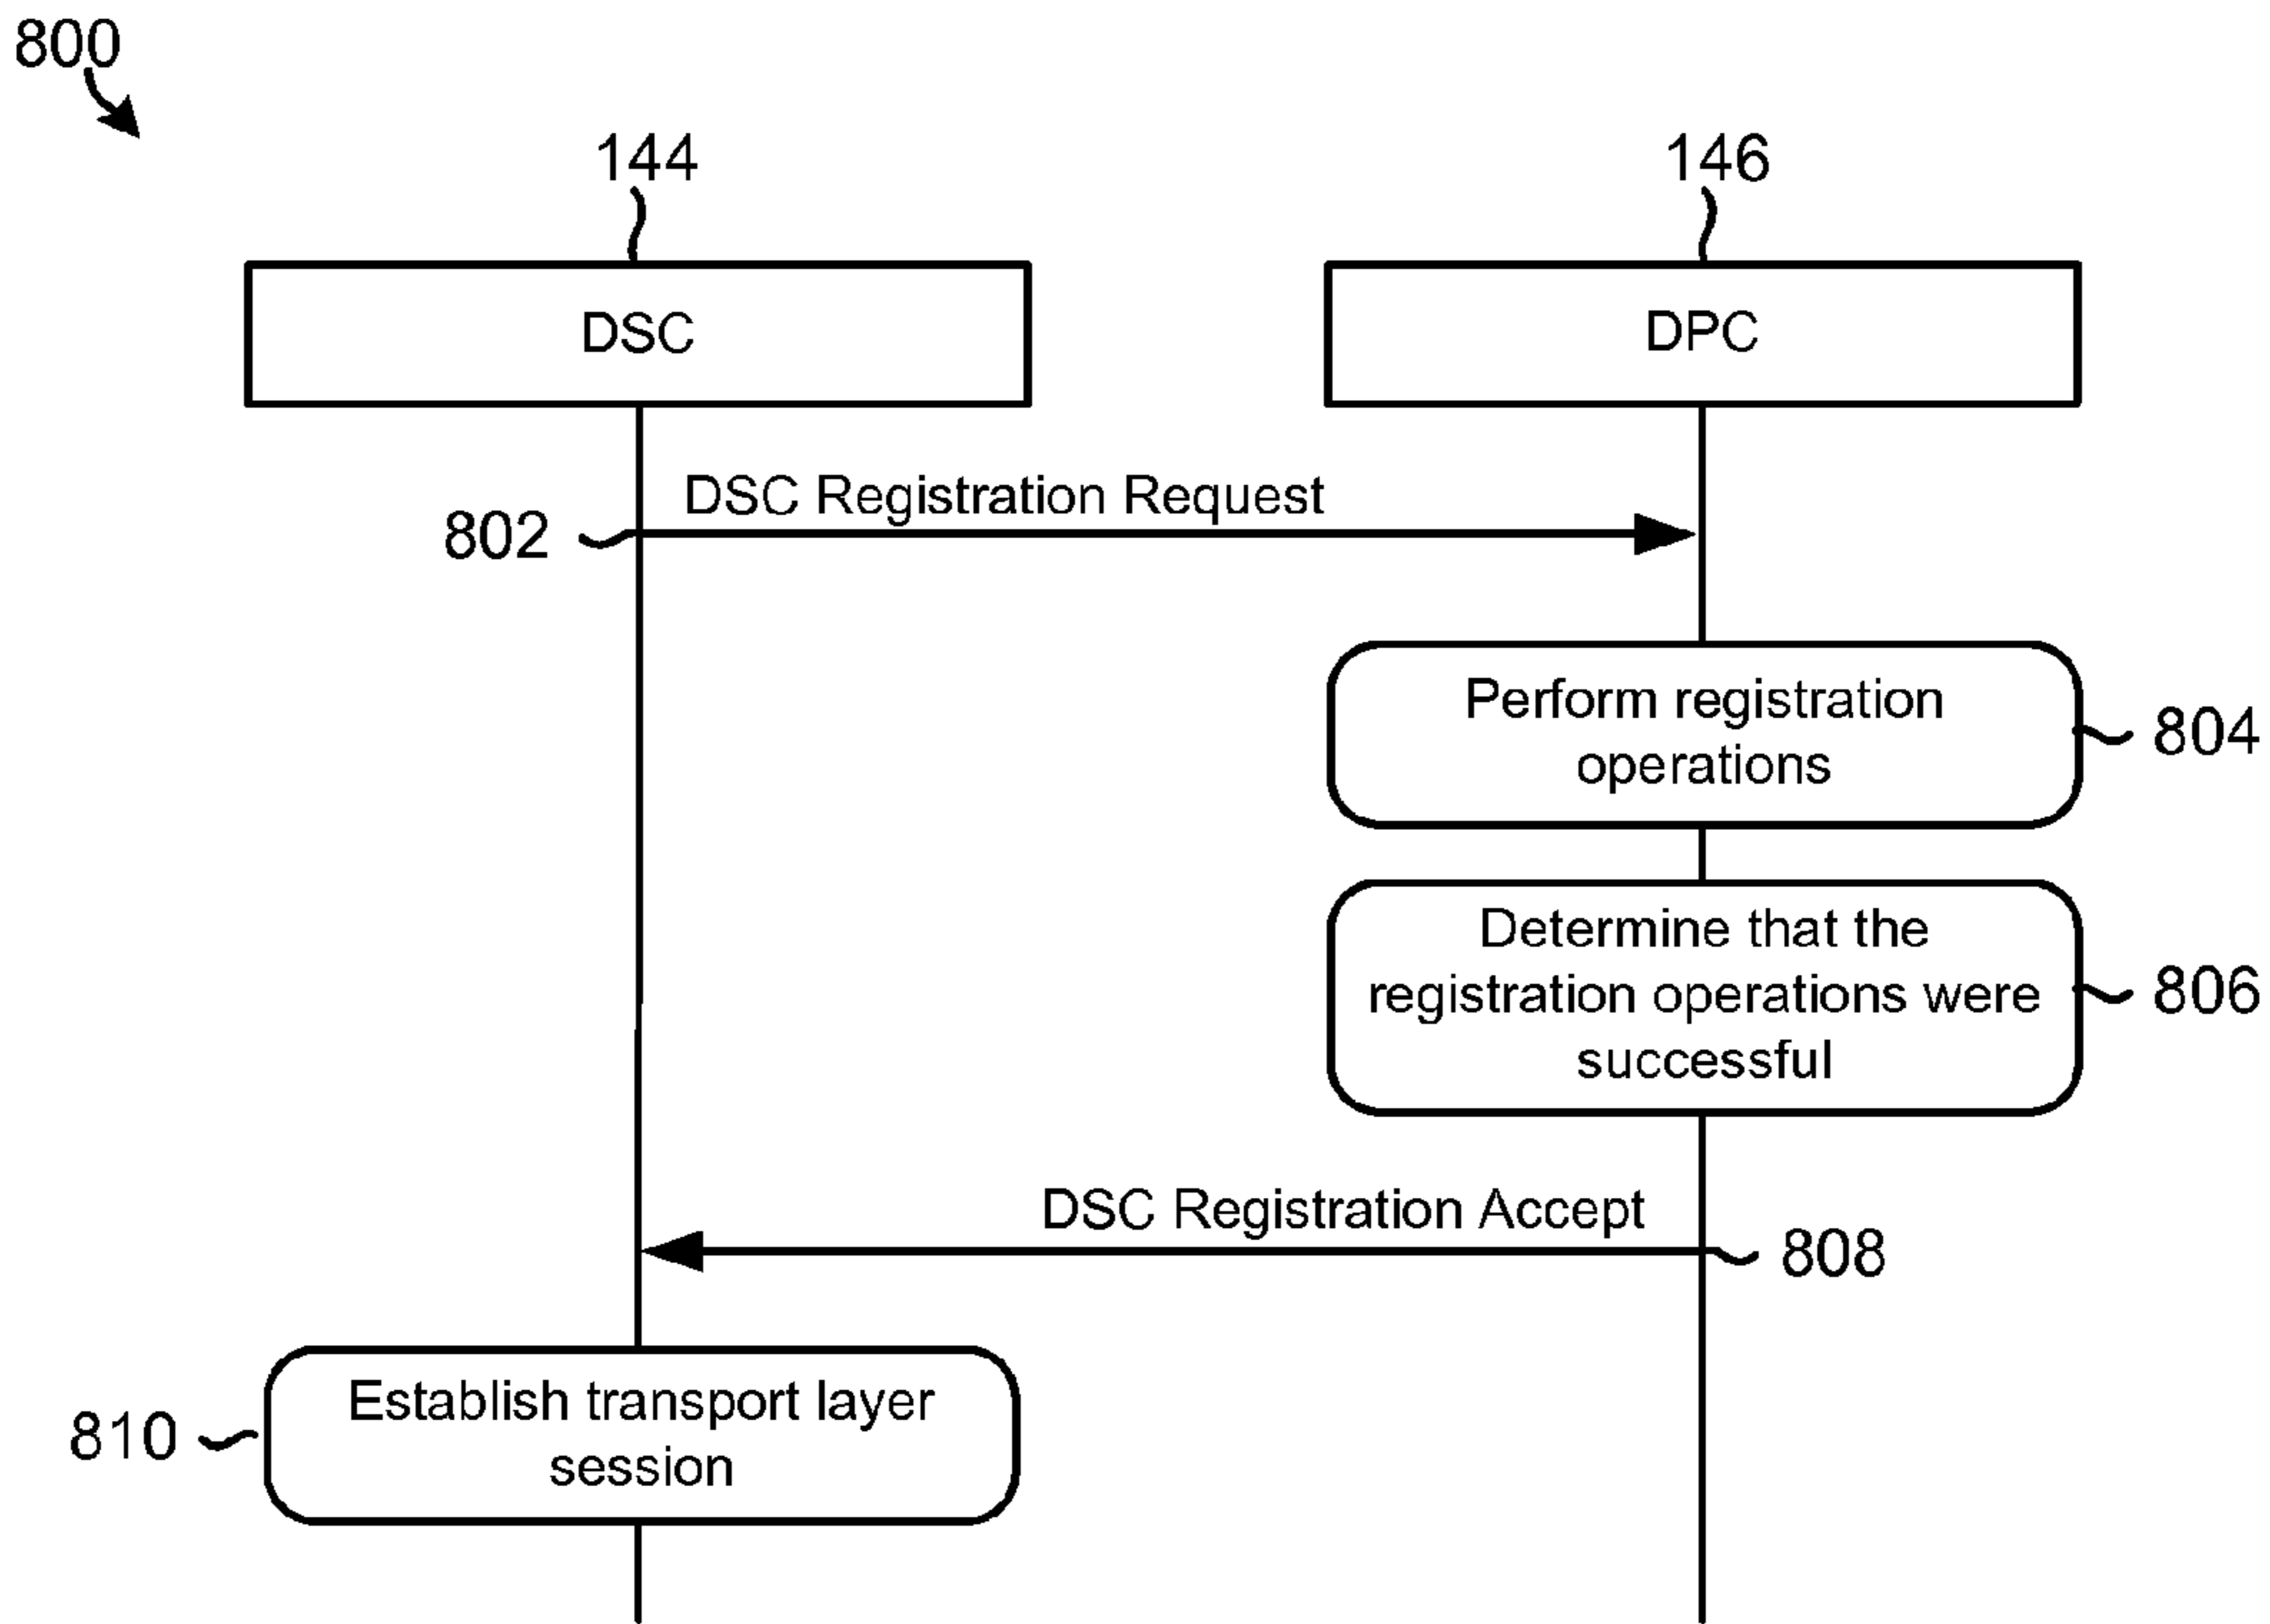 800
144
146
DSC
DPC
DSC Registration Request
802
Perform registration
operations
804
Determine that the
registration operations were
successful
806
DSC Registration Accept
808
Establish transport layer
session
810